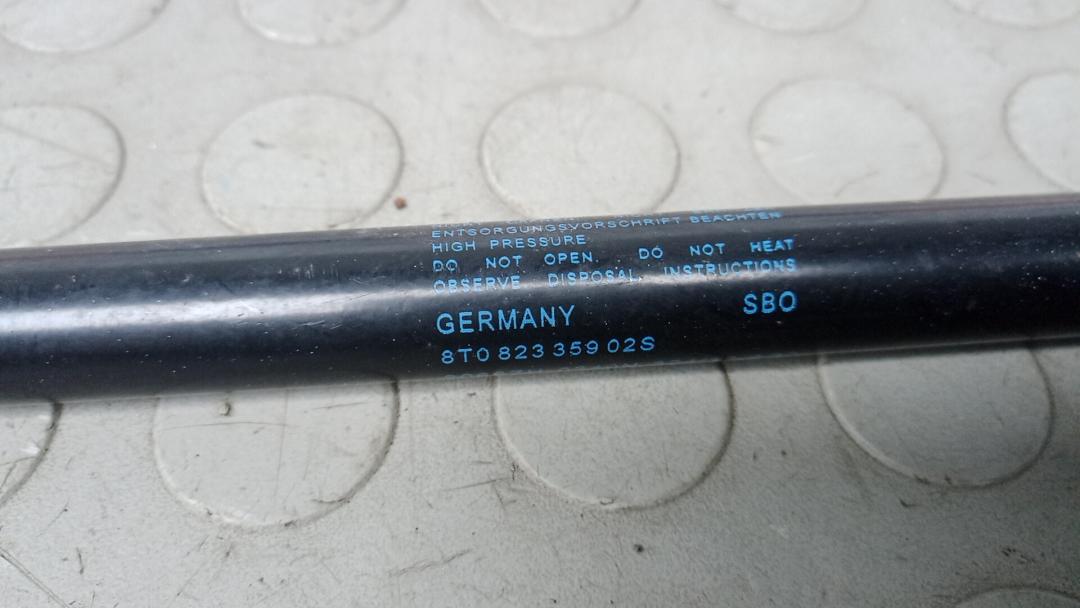 ENTSORGUNGSVORSCHRIFT BEACHTEN
HIGH PRESSURE
DO NOT OPEN. DO NOT HEAT
OBSERVE DISPOSAL INSTRUCTIONS
GERMANY SBO
8T0 823 359 02S